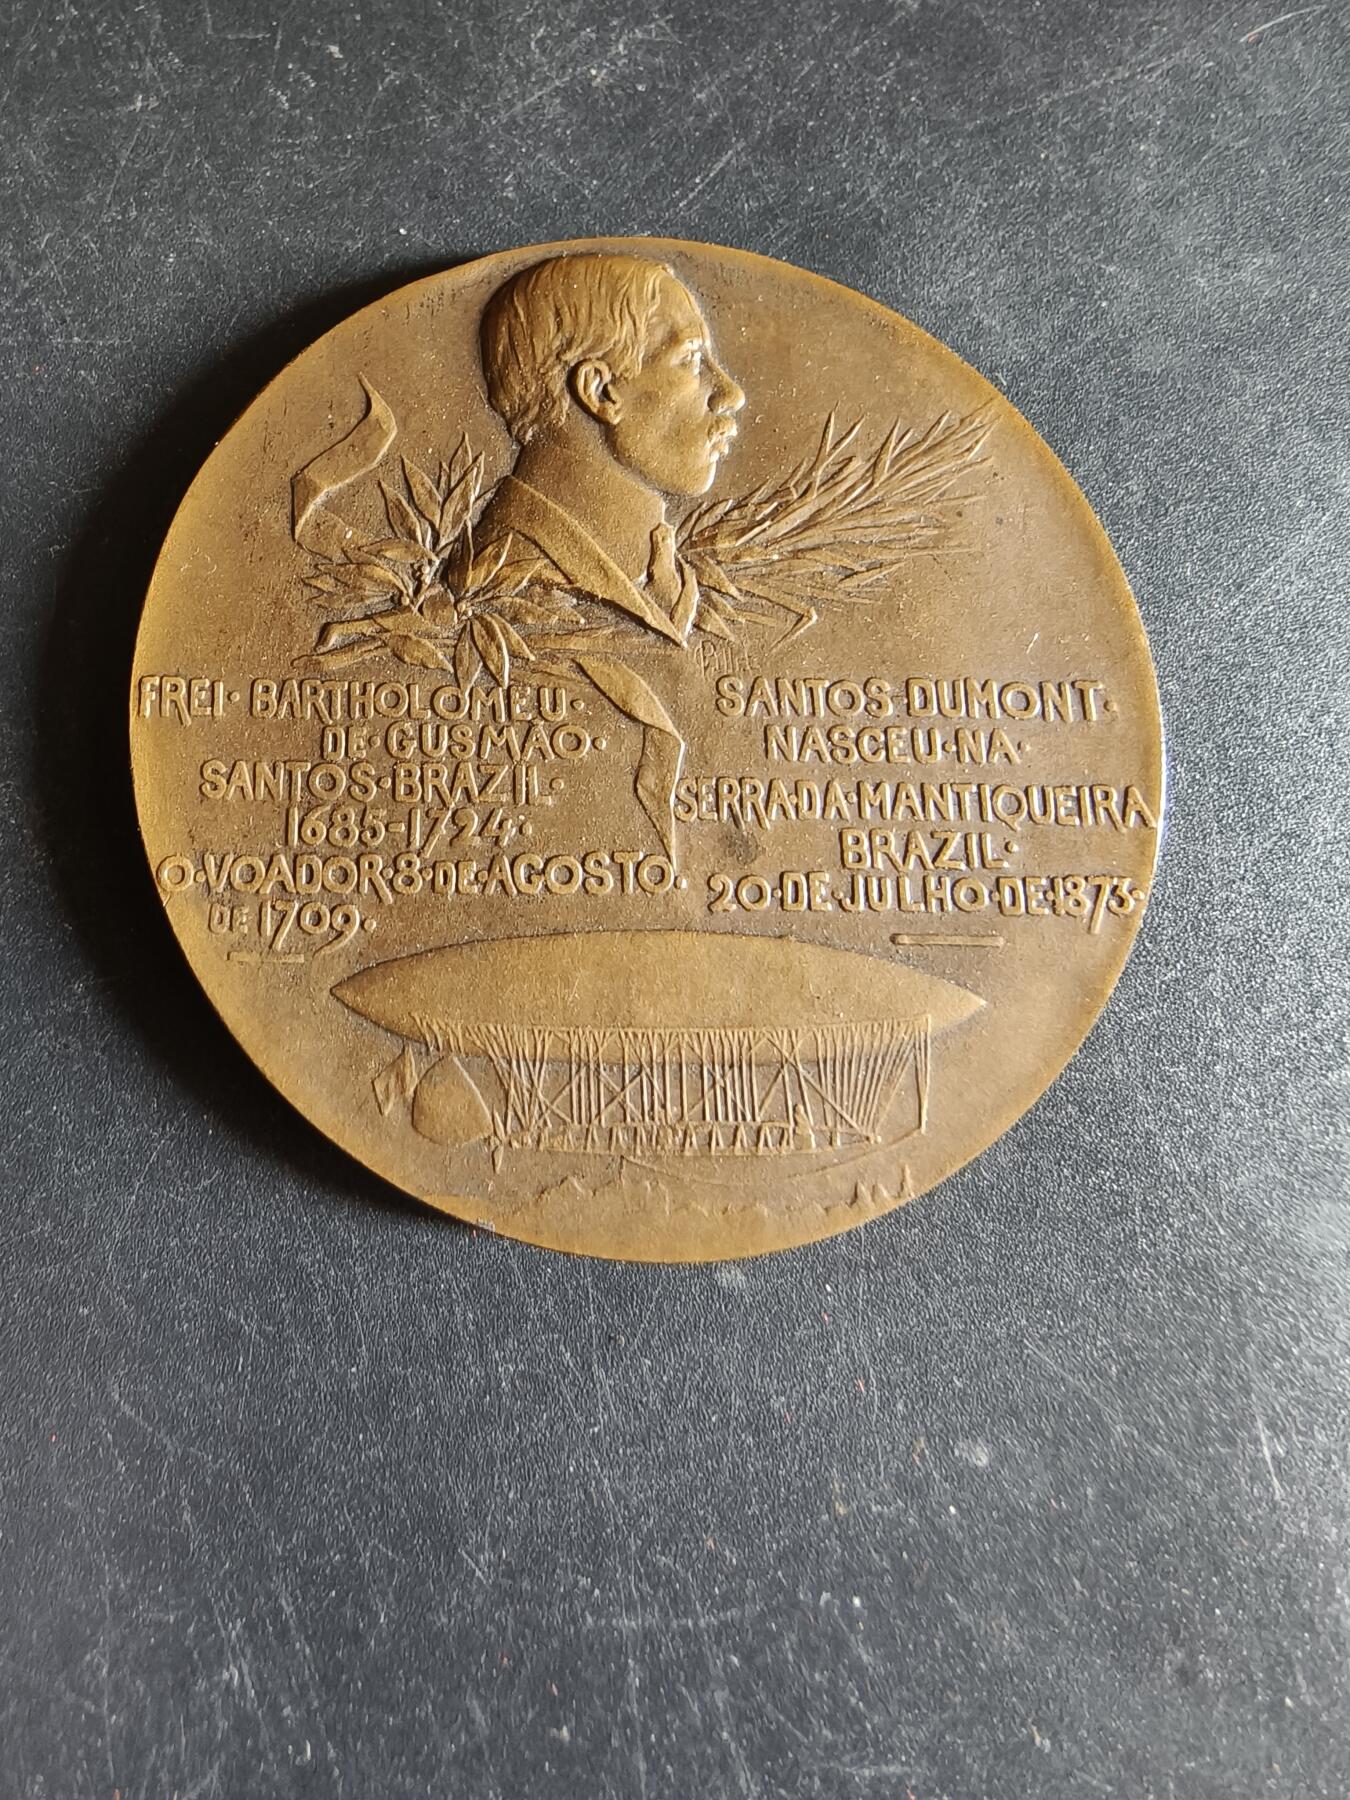 FREI· BARTHOLOMEU·
DE·GUSMAO·
SANTOS·BRAZIL·
1685-1724:
O·VOADOR·8·DE·AGOSTO.
DE 1709.
SANTOS·DUMONT·
NASCEU·NA·
SERRA·DA·MANTIQUEIRA
BRAZIL·
20·DE·JULHO·DE·1873·